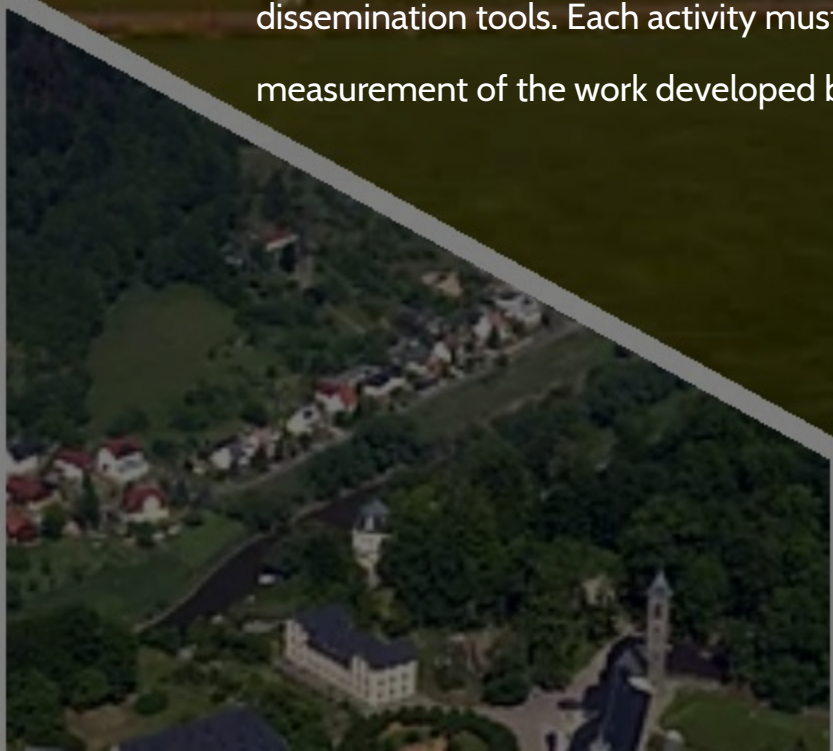 dissemination tools. Each activity must
measurement of the work developed b